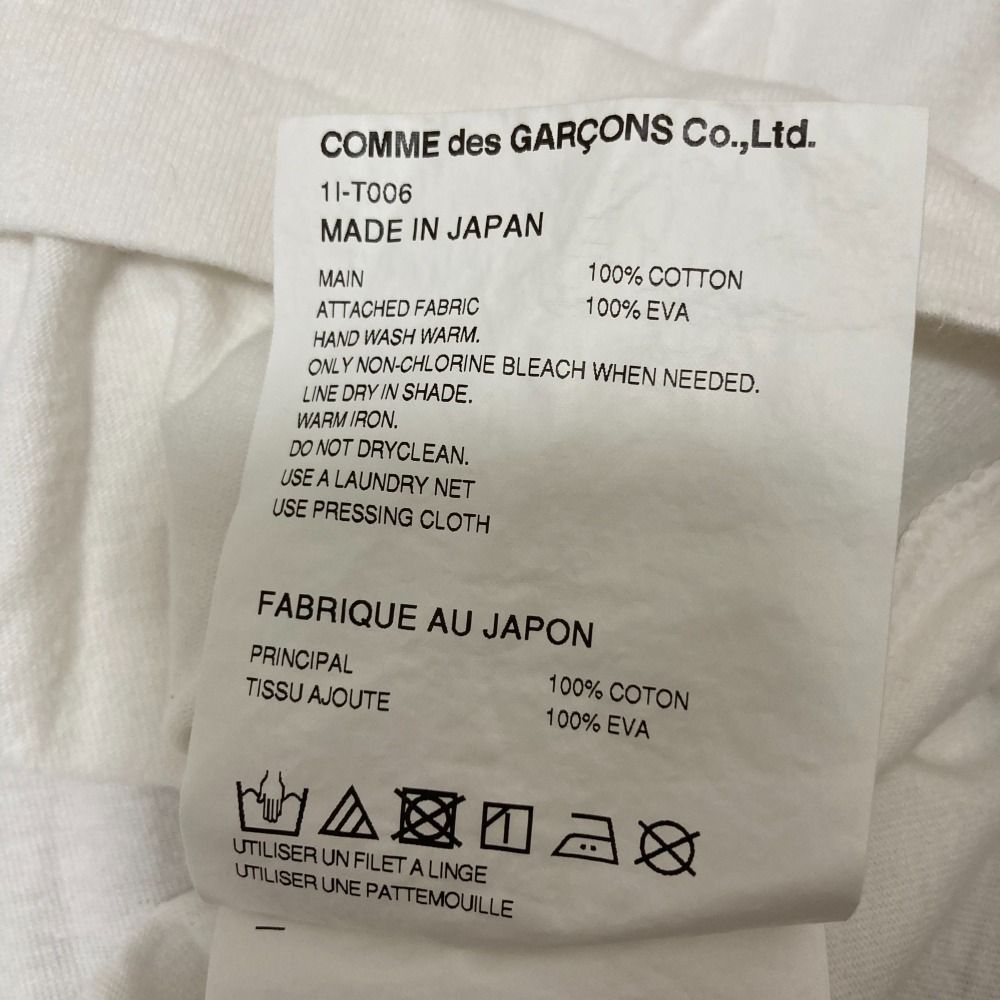 COMME des GARÇONS Co.,Ltd.
1I-T006
MADE IN JAPAN
MAIN 100% COTTON
ATTACHED FABRIC 100% EVA
HAND WASH WARM.
ONLY NON-CHLORINE BLEACH WHEN NEEDED.
LINE DRY IN SHADE.
WARM IRON.
DO NOT DRYCLEAN.
USE A LAUNDRY NET
USE PRESSING CLOTH
FABRIQUE AU JAPON
PRINCIPAL 100% COTON
TISSU AJOUTE 100% EVA
UTILISER UN FILET A LINGE
UTILISER UNE PATTEMOUILLE